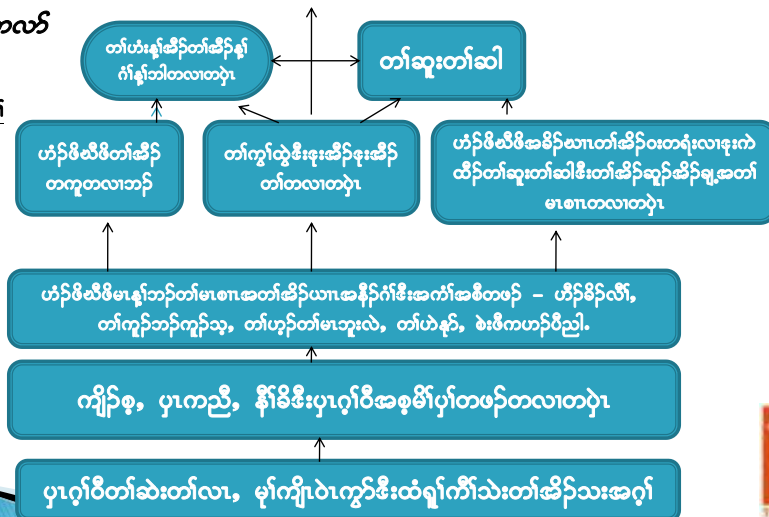 တၢ်ဟံးန့ၢ်အီၣ်တၢ်အီၣ်န့ၢ်
ဂံၢ်န့ၢ်ဘါတလၢတပှဲၤ
တၢ်ဆူးတၢ်ဆါ
ဟံၣ်ဖိဃီဖိတၢ်အီၣ်
တကူတလၢဘၣ်
တၢ်ကွၢ်ထွဲဒီးဒုးအီၣ်ဒုးအီၣ်
တၢ်တလၢတပှဲၤ
ဟံၣ်ဖိဃီဖိအခိၣ်ဃၢၤတၢ်အိၣ်ဝးတရံးလၢဒုးကဲ
ထီၣ်တၢ်ဆူးတၢ်ဆါဒီးတၢ်အိၣ်ဆူၣ်အိၣ်ချ့အတၢ်
မၤစၢၤတလၢတပှဲၤ
ဟံၣ်ဖိဃီဖိမၤန့ၢ်ဘၣ်တၢ်မၤစၢၤအတၢ်အိၣ်ယၢၤအနီၣ်ဂံၢ်ဒီးအကံၢ်အစီတဖၣ် – ဟီၣ်ခိၣ်လီၢ်,
တၢ်ကူၣ်ဘၣ်ကူၣ်သ့, တၢ်ဟ့ၣ်တၢ်မၤဘူးလဲ, တၢ်ဟဲနုာ်, စဲးဖီကဟၣ်ပီညါ.
ကျိၣ်စ့, ပှၤကညီ, နီၢ်ခိဒီးပှၤဂ့ၢ်ဝီအစုမိၢ်ပှၢ်တဖၣ်တလၢတပှဲၤ
ပှၤဂ့ၢ်ဝီတၢ်ဆဲးတၢ်လၤ, မုၢ်ကျိၤဝဲၤကွာ်ဒီးထံရူၢ်ကီၢ်သဲးတၢ်အိၣ်သးအဂ့ၢ်